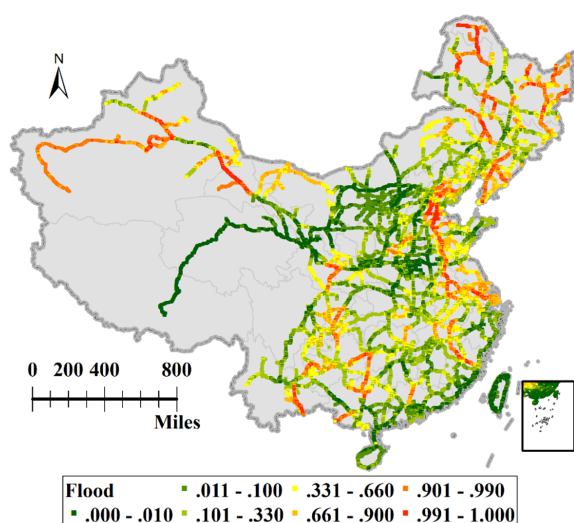 N
0 200 400 800
Miles
Flood .011 - .100 .331 - .660 .901 - .990
.000 - .010 .101 - .330 .661 - .900 .991 - 1.000